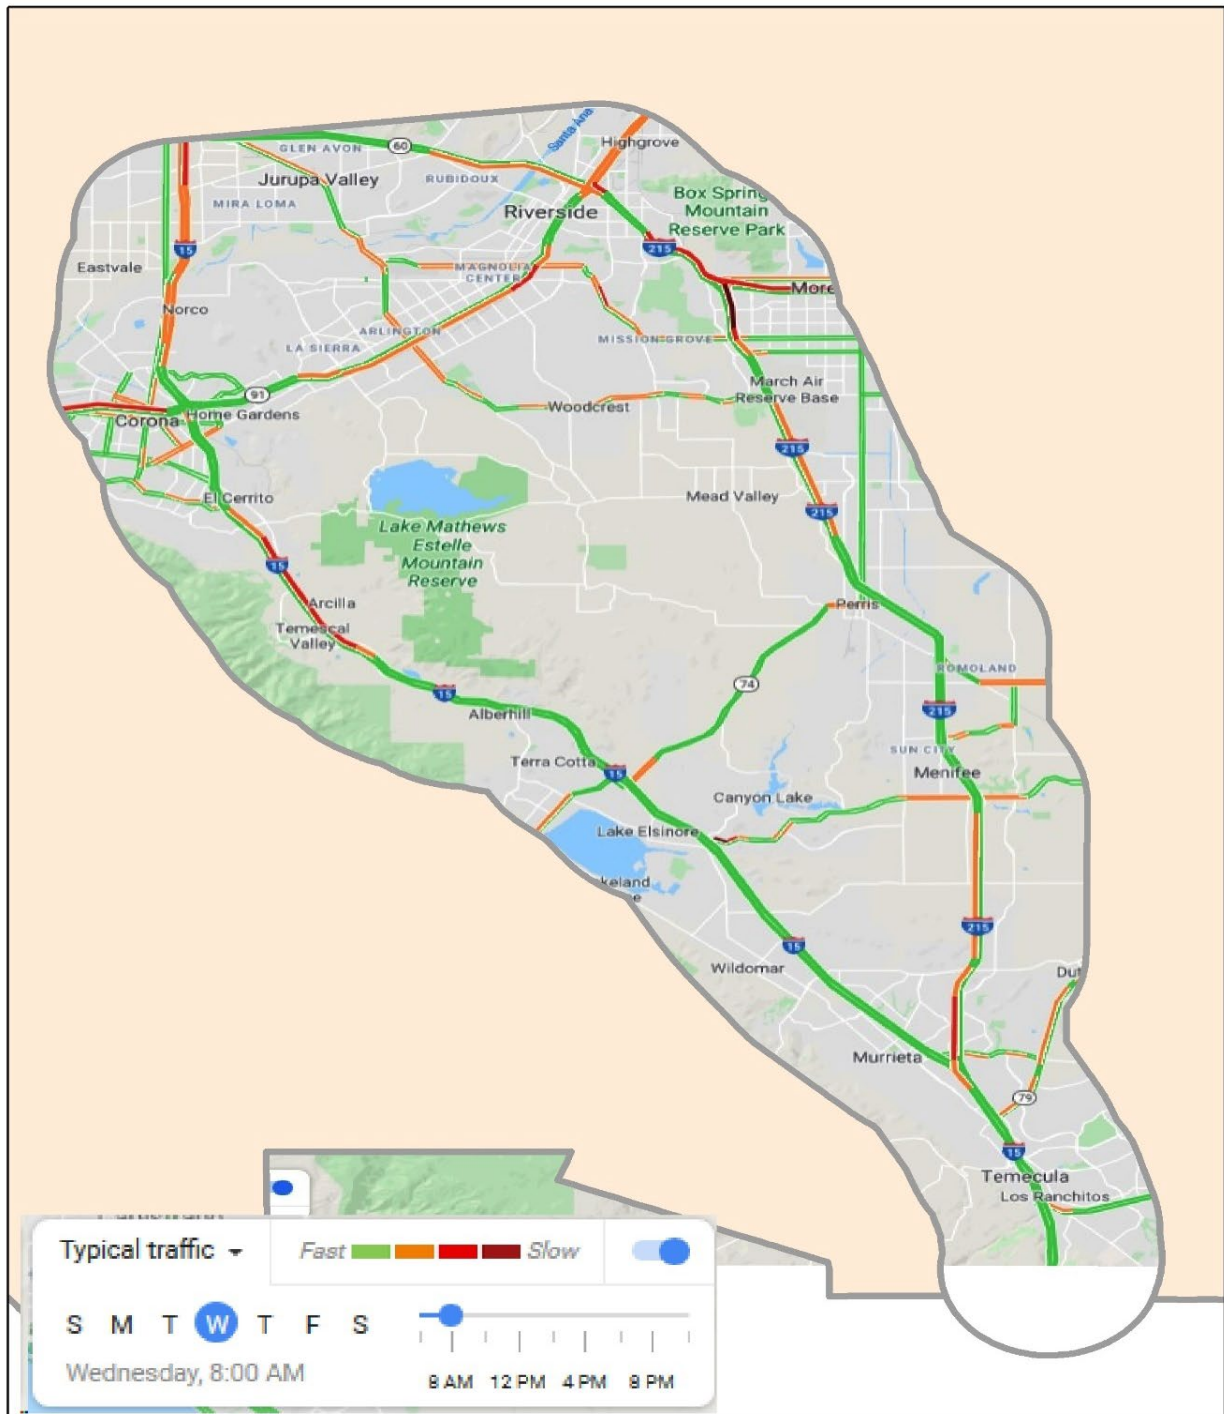 Santa Ana
Highgrove
GLEN AVON
60
Jurupa Valley
RUBIDOUX
Box Spring
Mountain
Reserve Park
MIRA LOMA
Riverside
15
215
Eastvale
MAGNOLIA
CENTER
More
Norco
ARLINGTON
MISSION GROVE
LA SIERRA
March Air
Reserve Base
91
Woodcrest
Corona
Home Gardens
215
El Cerrito
Mead Valley
215
Lake Mathews
Estelle
Mountain
Reserve
15
Arcilla
Perris
Temescal
Valley
ROMOLAND
74
15
215
Alberhill
SUN CITY
Terra Cotta
15
Menifee
Canyon Lake
Lake Elsinore
keland
e
215
15
Wildomar
Dut
Murrieta
79
15
Temecula
Los Ranchitos
Typical traffic
Fast Slow
S M T W T F S
Wednesday, 8:00 AM
8 AM 12 PM 4 PM 8 PM